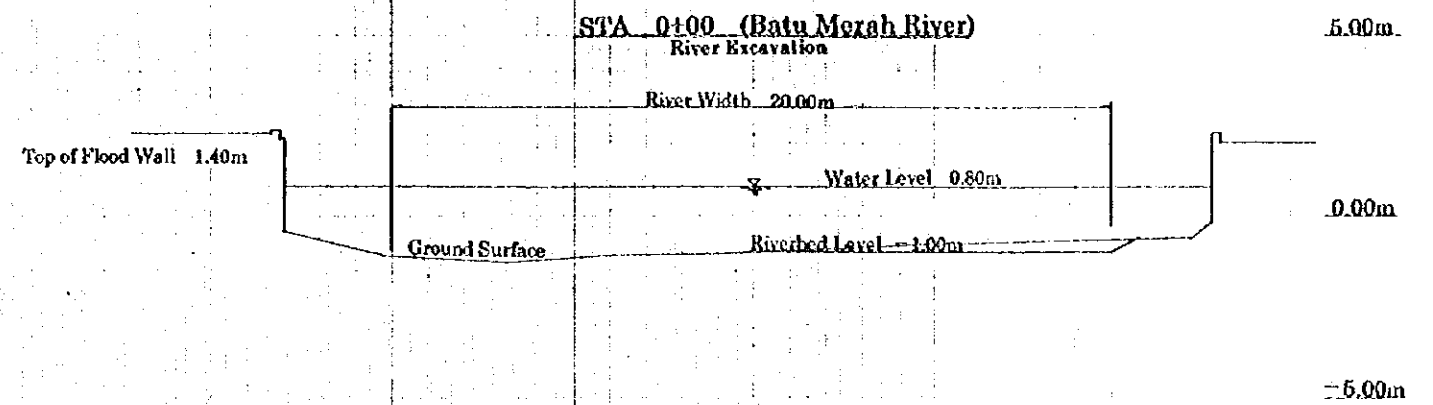 STA 0+00 (Batu Merah River)
5.00m
River Excavation
River Width 20.00m
Top of Flood Wall 1.40m
Water Level 0.80m
0.00m
Ground Surface
Riverbed Level -1.00m
-5.00m